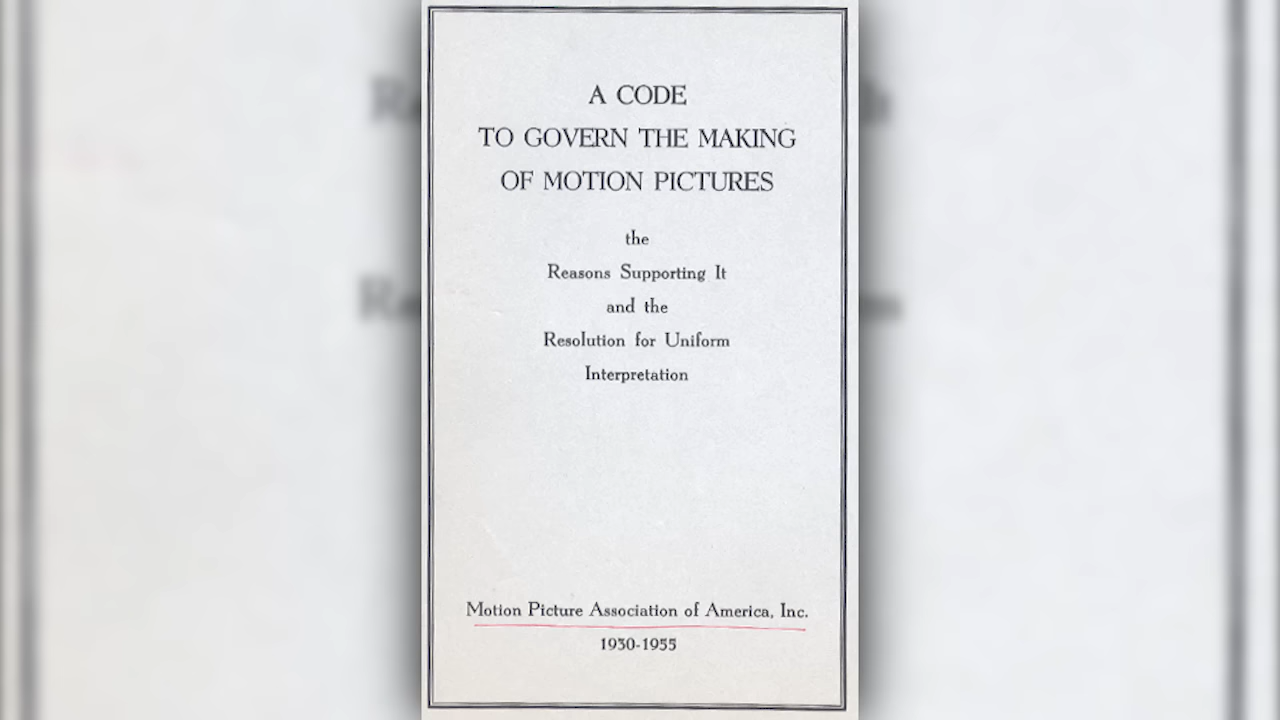 A CODE
TO GOVERN THE MAKING
OF MOTION PICTURES
the
Reasons Supporting It
and the
Resolution for Uniform
Interpretation
Motion Picture Association of America, Inc.
1930-1955